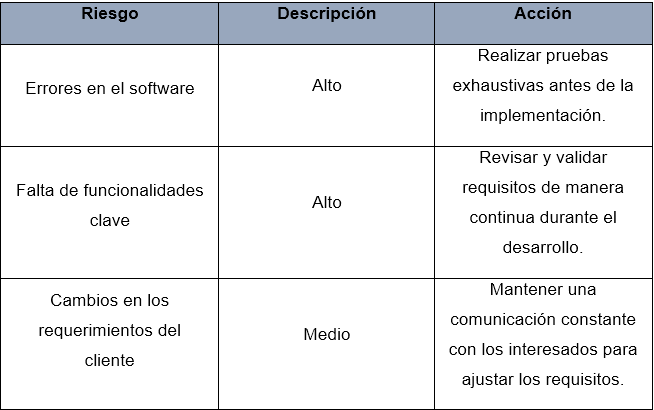 Riesgo Descripción Acción
Errores en el software
Alto
Realizar pruebas
exhaustivas antes de la
implementación.
Falta de funcionalidades
clave
Alto
Revisar y validar
requisitos de manera
continua durante el
desarrollo.
Cambios en los
requerimientos del
cliente
Medio
Mantener una
comunicación constante
con los interesados para
ajustar los requisitos.